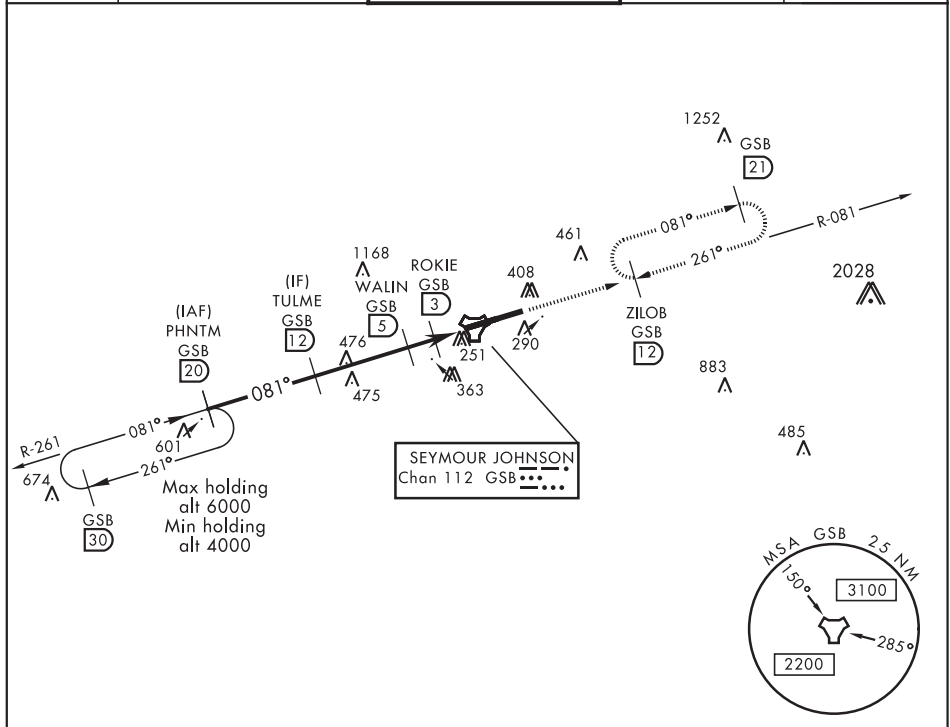 1252
GSB
21
081°
R-081
261°
461
2028
ZILOB
GSB
12
408
1168
ROKIE
GSB
3
WALIN
GSB
5
(IF)
TULME
GSB
12
(IAF)
PHNTM
GSB
20
476
475
251
290
363
081°
883
485
R-261
081°
601
261°
674
GSB
30
Max holding
alt 6000
Min holding
alt 4000
SEYMOUR JOHNSON
Chan 112 GSB
MSA GSB 25 NM
150°
3100
285°
2200